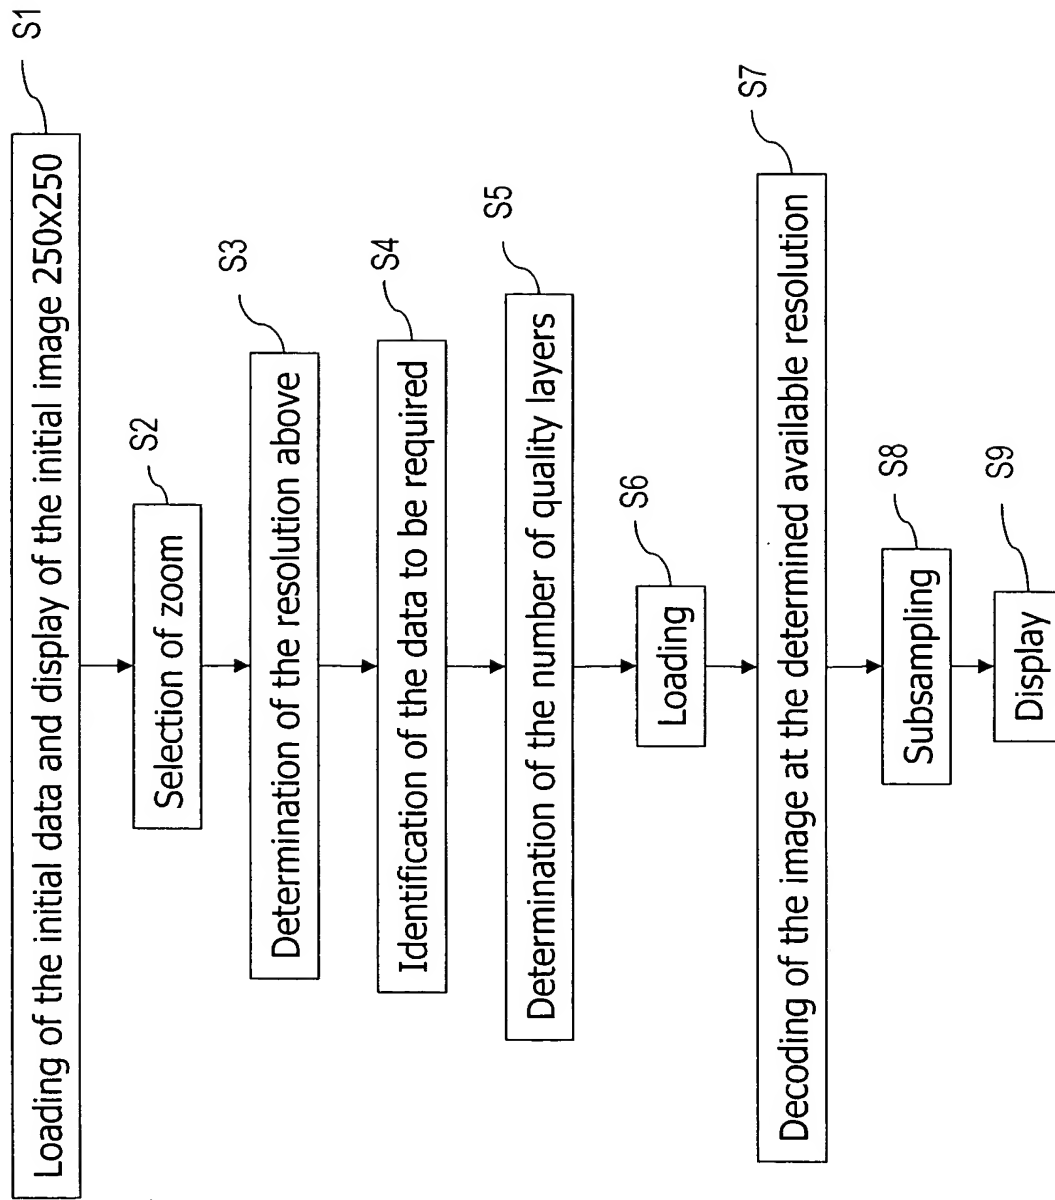 Loading of the initial data and display of the initial image 250x250
S1
Selection of zoom
S2
Determination of the resolution above
S3
Identification of the data to be required
S4
Determination of the number of quality layers
S5
Loading
S6
Decoding of the image at the determined available resolution
S7
Subsampling
S8
Display
S9